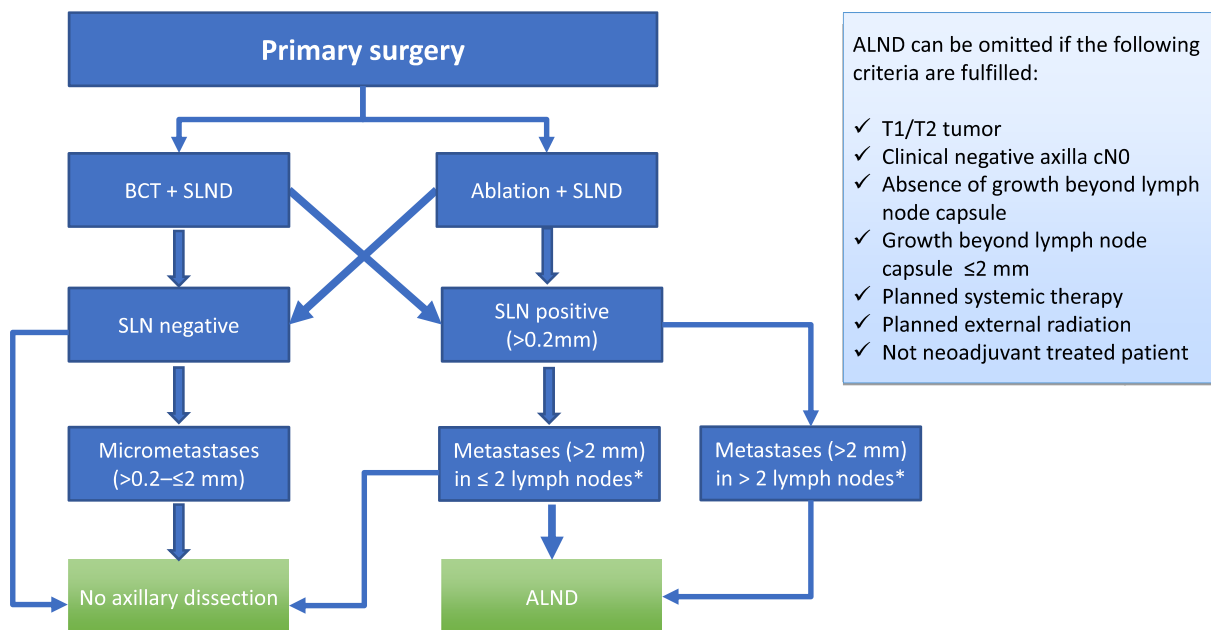 Primary surgery
BCT + SLND
Ablation + SLND
SLN negative
SLN positive
(>0.2mm)
Micrometastases
(>0.2–≤2 mm)
Metastases (>2 mm)
in ≤ 2 lymph nodes*
Metastases (>2 mm)
in > 2 lymph nodes*
No axillary dissection
ALND
ALND can be omitted if the following
criteria are fulfilled:
✓ T1/T2 tumor
✓ Clinical negative axilla cN0
✓ Absence of growth beyond lymph
node capsule
✓ Growth beyond lymph node
capsule ≤2 mm
✓ Planned systemic therapy
✓ Planned external radiation
✓ Not neoadjuvant treated patient